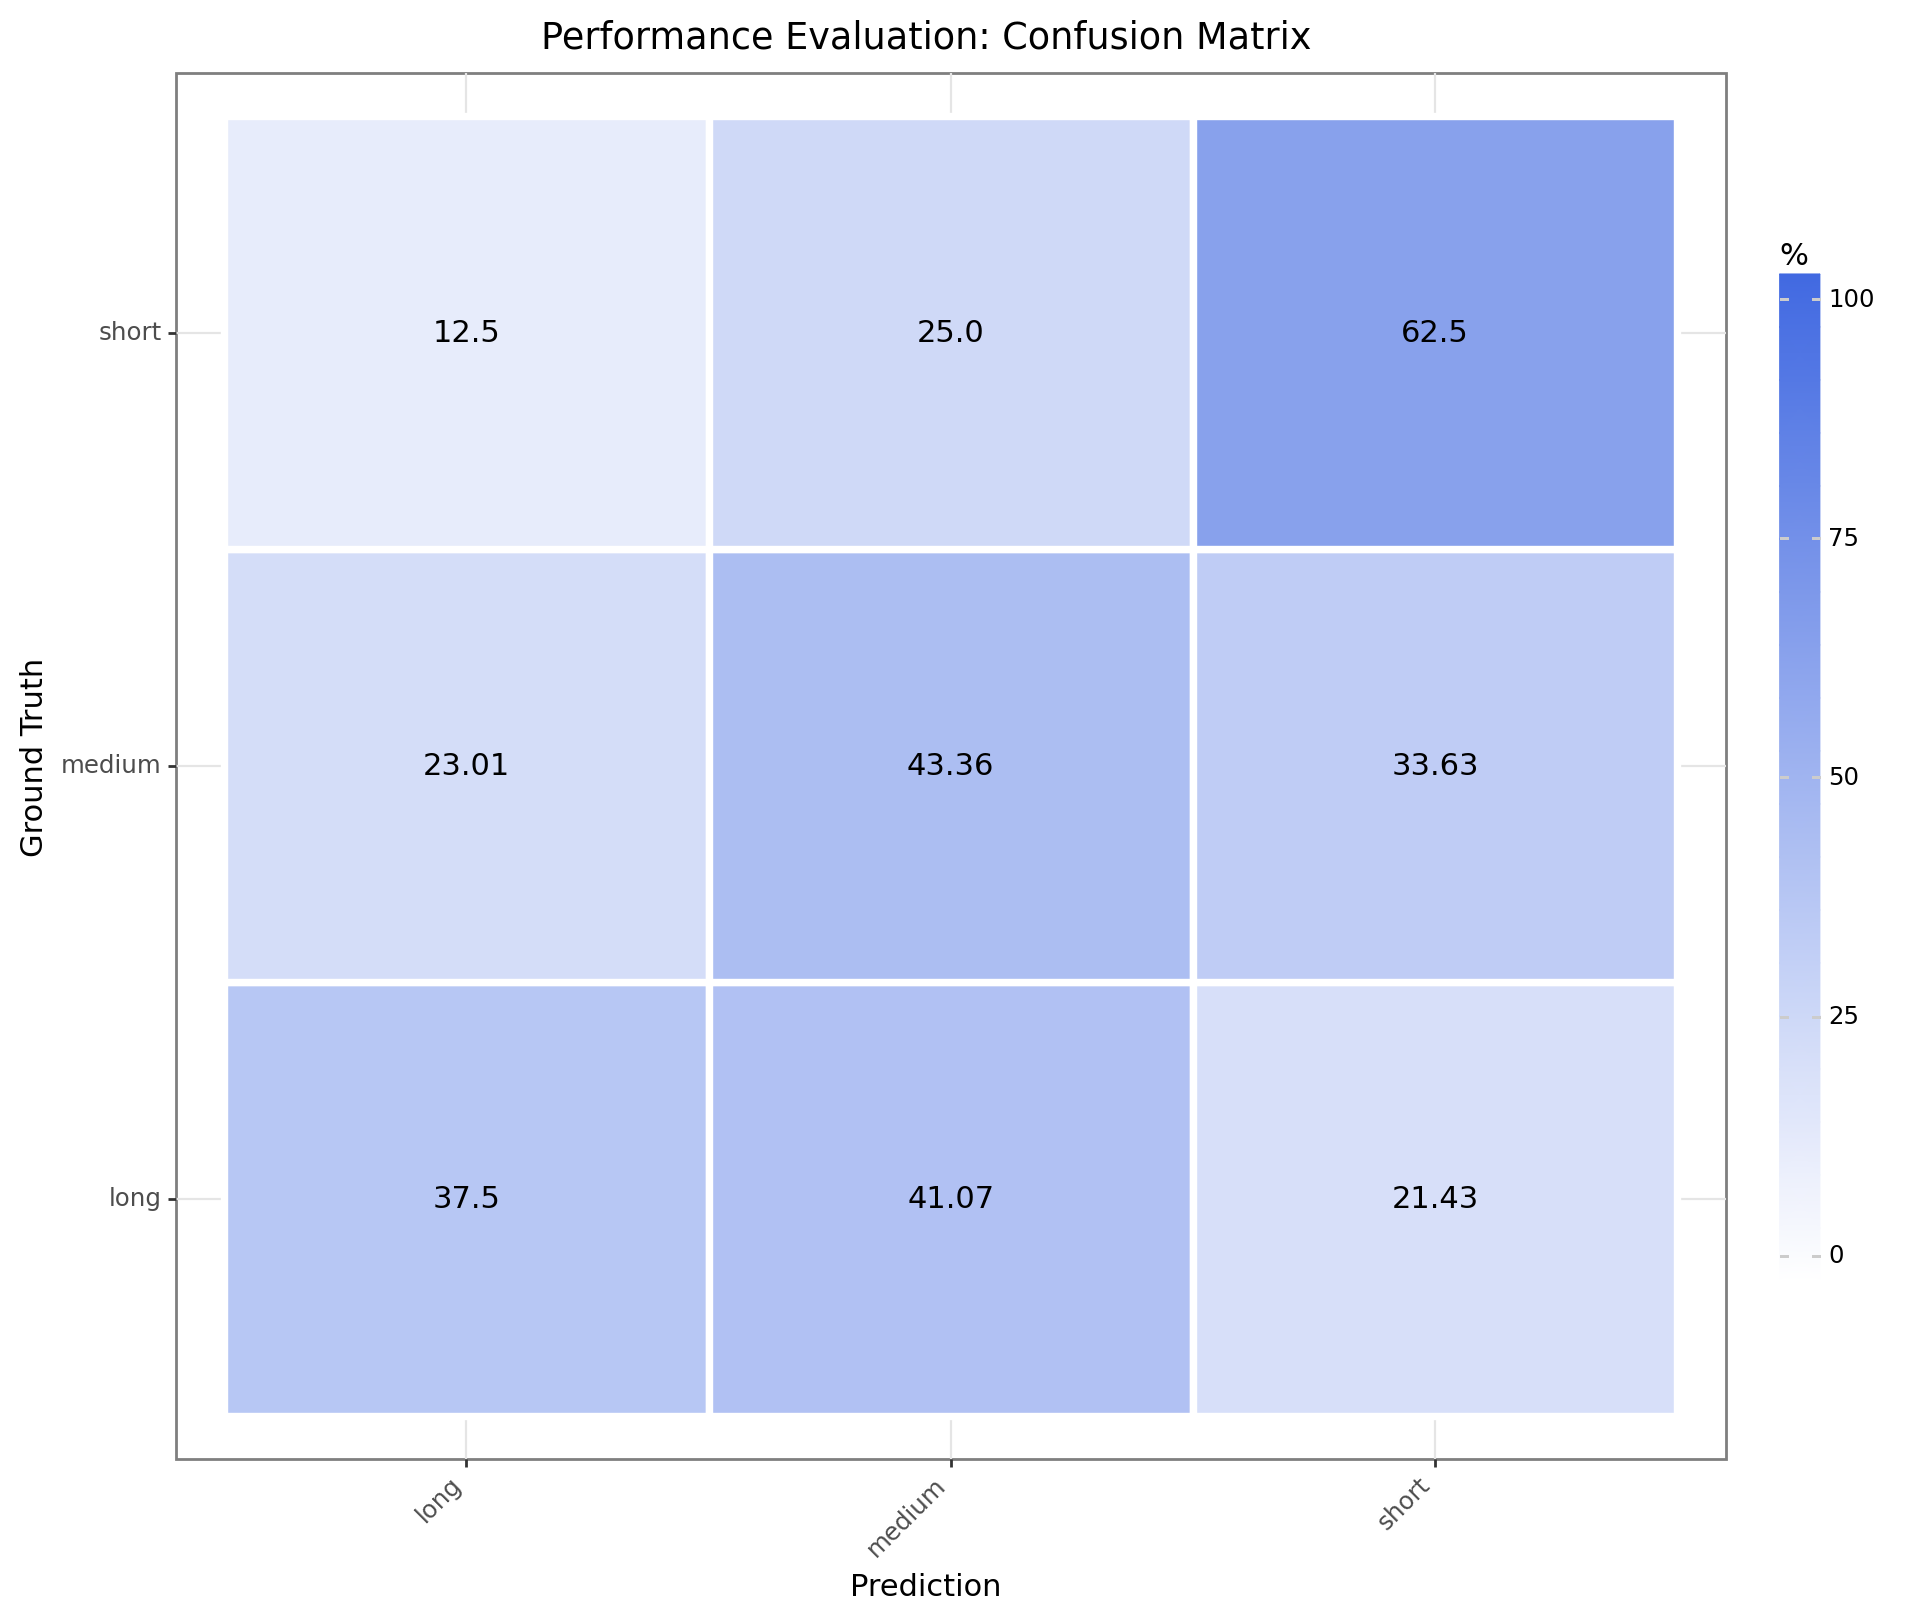 Performance Evaluation: Confusion Matrix
%
100
75
50
25
0
Ground Truth
short
12.5
25.0
62.5
medium
23.01
43.36
33.63
long
37.5
41.07
21.43
long
medium
short
Prediction